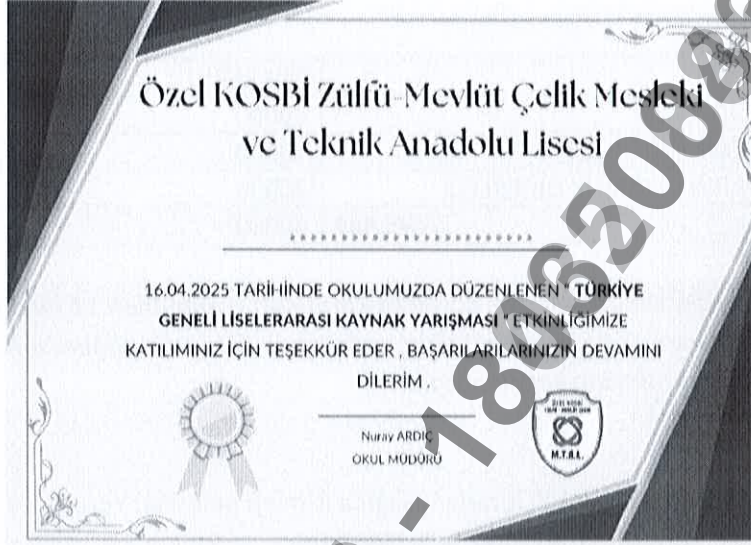 Özel KOSBİ Zülfü-Mevlüt Çelik Mesleki
ve Teknik Anadolu Lisesi
........................
16.04.2025 TARİHİNDE OKULUMUZDA DÜZENLENEN " TÜRKİYE
GENELİ LİSELERARASI KAYNAK YARIŞMASI " ETKİNLİĞİMİZE
KATILIMINIZ İÇİN TEŞEKKÜR EDER , BAŞARILARILARINIZIN DEVAMINI
DİLERİM .
Nuray ARDIÇ
OKUL MÜDÜRÜ
ÖZEL KOSBİ
M.T.A.L.